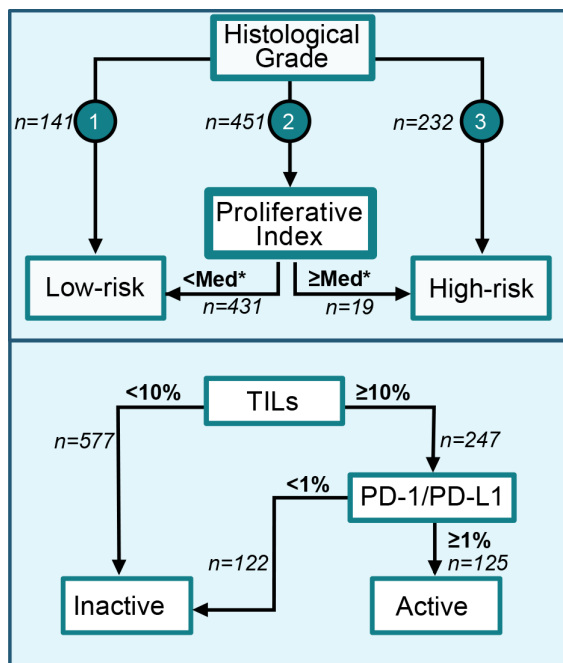 Histological
Grade
n=141
1
n=451
2
n=232
3
Proliferative
Index
Low-risk
<Med*
n=431
≥Med*
n=19
High-risk
<10%
TILs
≥10%
n=577
n=247
<1%
PD-1/PD-L1
≥1%
n=122
n=125
Inactive
Active